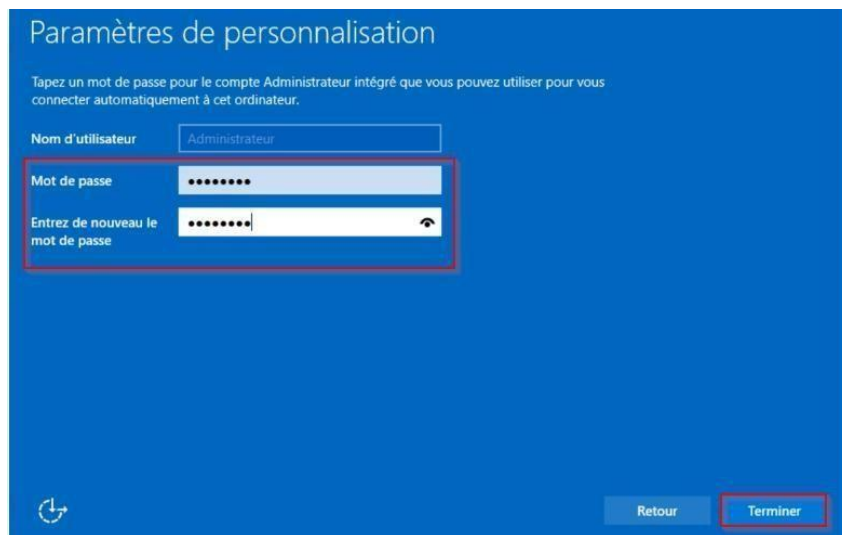 Paramètres de personnalisation
Tapez un mot de passe pour le compte Administrateur intégré que vous pouvez utiliser pour vous
connecter automatiquement à cet ordinateur.
Nom d'utilisateur
Administrateur
Mot de passe
••••••••
Entrez de nouveau le
mot de passe
••••••••
Retour
Terminer